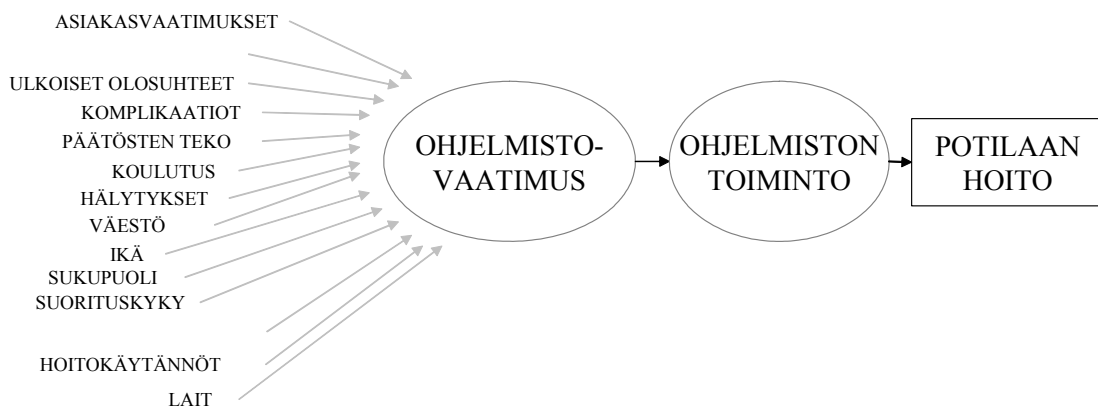 ASIAKASVAATIMUKSET
ULKOISET OLOSUHTEET
KOMPLIKAATIOT
PÄÄTÖSTEN TEKO
KOULUTUS
HÄLYTYKSET
VÄESTÖ
IKÄ
SUKUPUOLI
SUORITUSKYKY
HOITOKÄYTÄNNÖT
LAIT
OHJELMISTO-
VAATIMUS
OHJELMISTON
TOIMINTO
POTILAAN
HOITO